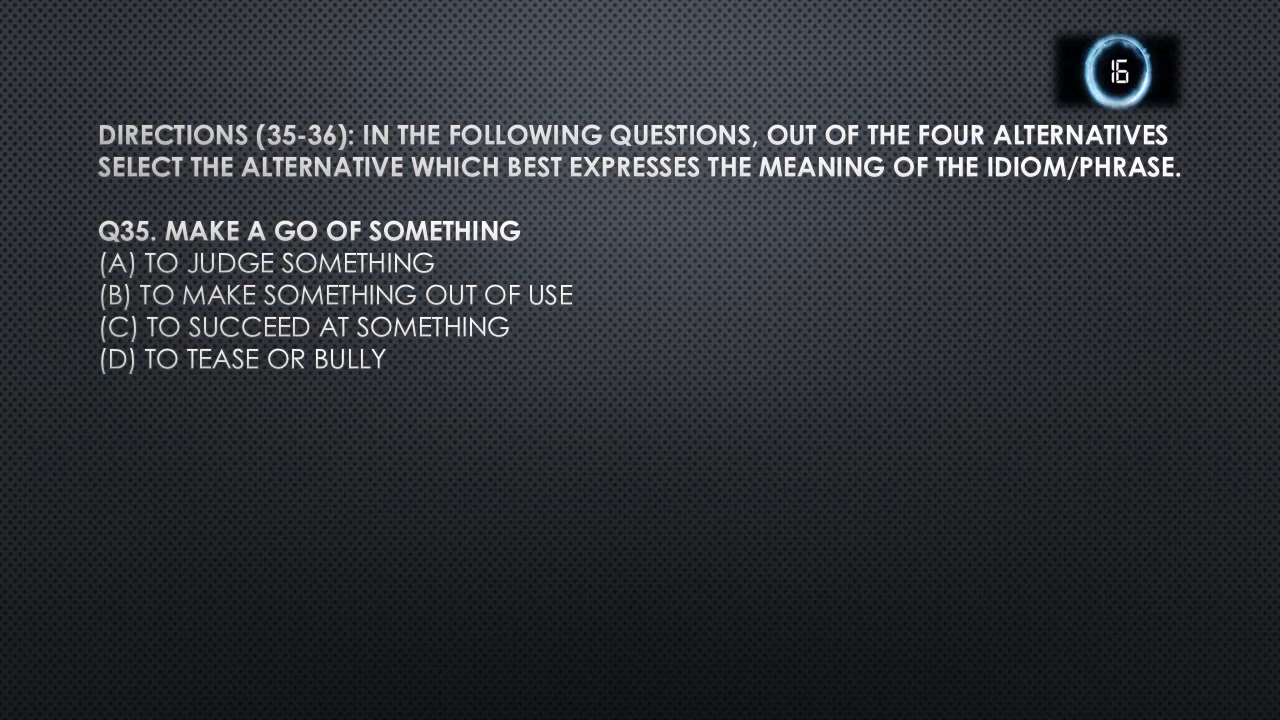 16
DIRECTIONS (35-36): IN THE FOLLOWING QUESTIONS, OUT OF THE FOUR ALTERNATIVES
SELECT THE ALTERNATIVE WHICH BEST EXPRESSES THE MEANING OF THE IDIOM/PHRASE.
Q35. MAKE A GO OF SOMETHING
(A) TO JUDGE SOMETHING
(B) TO MAKE SOMETHING OUT OF USE
(C) TO SUCCEED AT SOMETHING
(D) TO TEASE OR BULLY